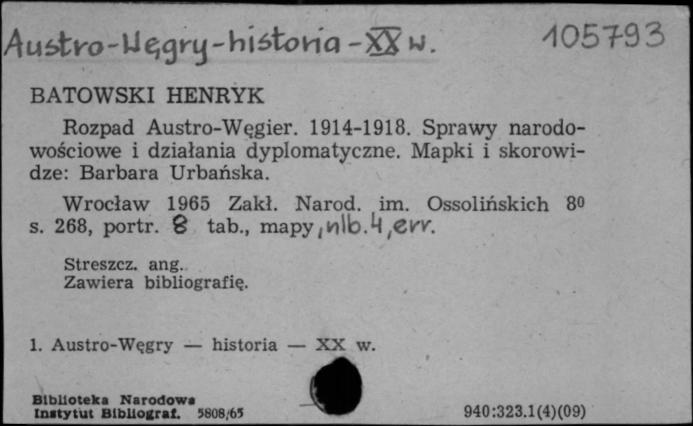 Austro-Węgry-historia-XX w. 105793
BATOWSKI HENRYK
Rozpad Austro-Węgier. 1914-1918. Sprawy narodo-
wościowe i działania dyplomatyczne. Mapki i skorowi-
dze: Barbara Urbańska.
Wrocław 1965 Zakł. Narod. im. Ossolińskich 8⁰
s. 268, portr. 8 tab., mapy, nlb.4, err.
Streszcz. ang.
Zawiera bibliografię.
1. Austro-Węgry — historia — XX w.
Biblioteka Narodowa
Instytut Bibliograf. 5808/65 940:323.1(4)(09)